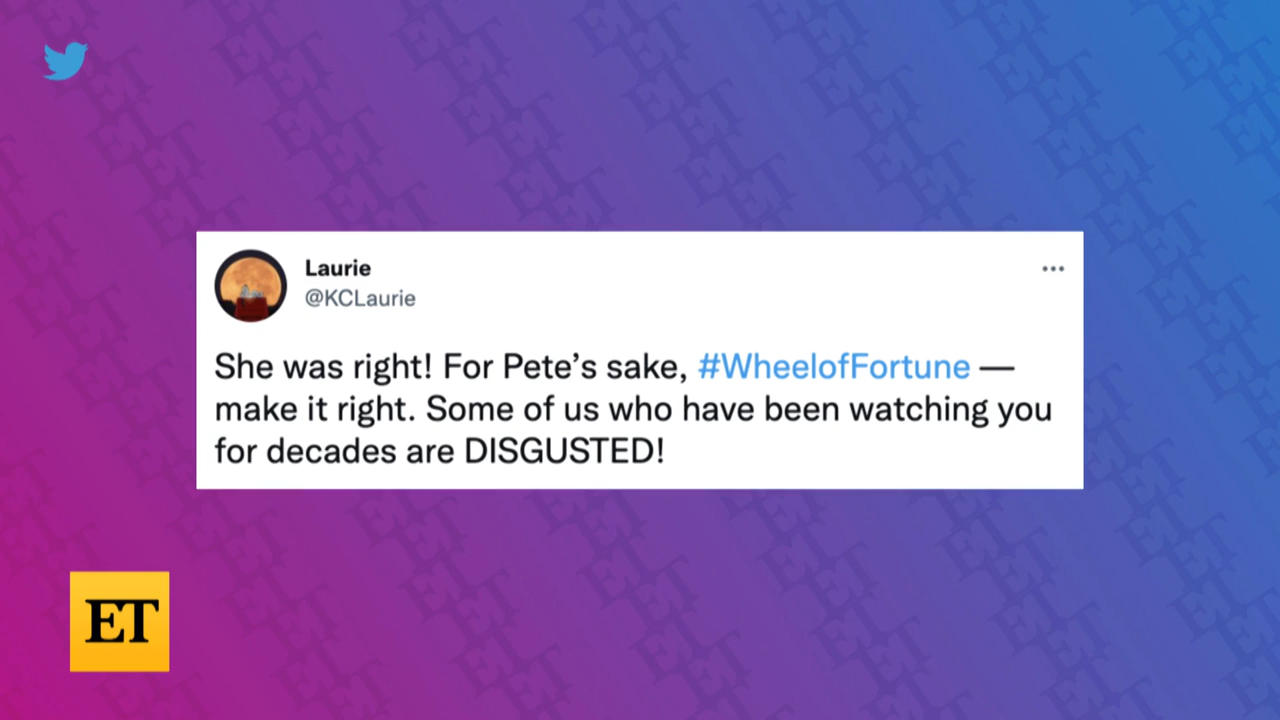 Laurie
@KCLaurie
She was right! For Pete’s sake, #WheelofFortune —
make it right. Some of us who have been watching you
for decades are DISGUSTED!
ET